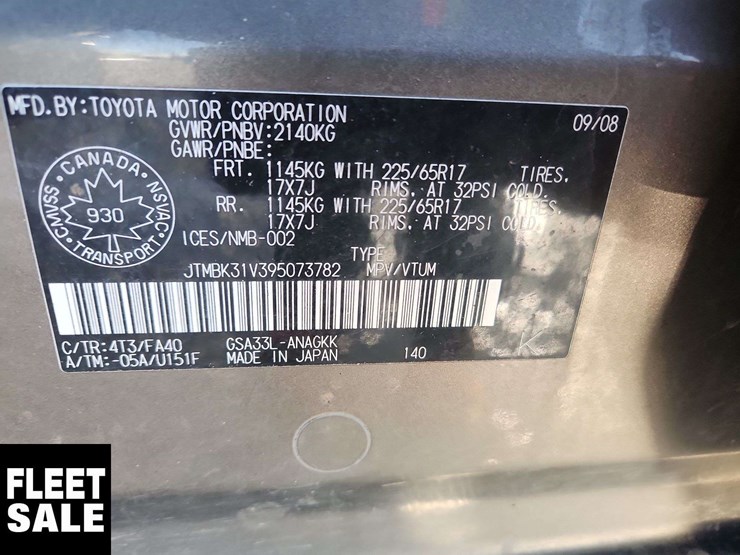 MFD.BY:TOYOTA MOTOR CORPORATION 09/08
GVWR/PNBV:2140KG
GAWR/PNBE:
FRT. 1145KG WITH 225/65R17 TIRES,
17X7J RIMS, AT 32PSI COLD.
RR. 1145KG WITH 225/65R17 TIRES,
17X7J RIMS, AT 32PSI COLD.
ICES/NMB-002
CANADA
CMVSS NSVAC
930
TRANSPORT
TYPE
JTMBK31V395073782 MPV/VTUM
C/TR:4T3/FA40 GSA33L-ANAGKK K
A/TM:-05A/U151F MADE IN JAPAN 140
FLEET
SALE